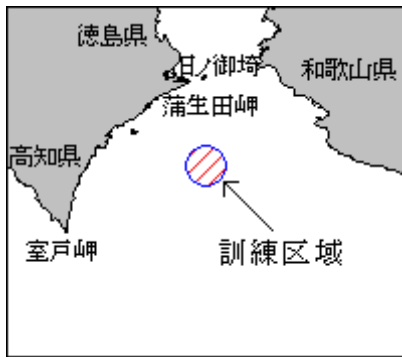 徳島県
日ノ御埼
和歌山県
蒲生田岬
高知県
室戸岬
訓練区域